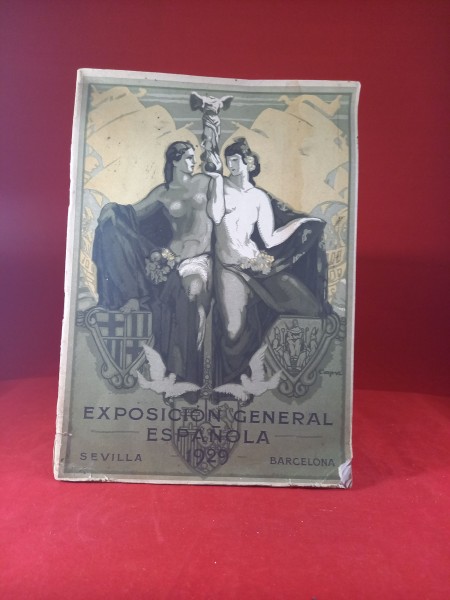 EXPOSICIÓN GENERAL
ESPAÑOLA
SEVILLA 1929 BARCELONA